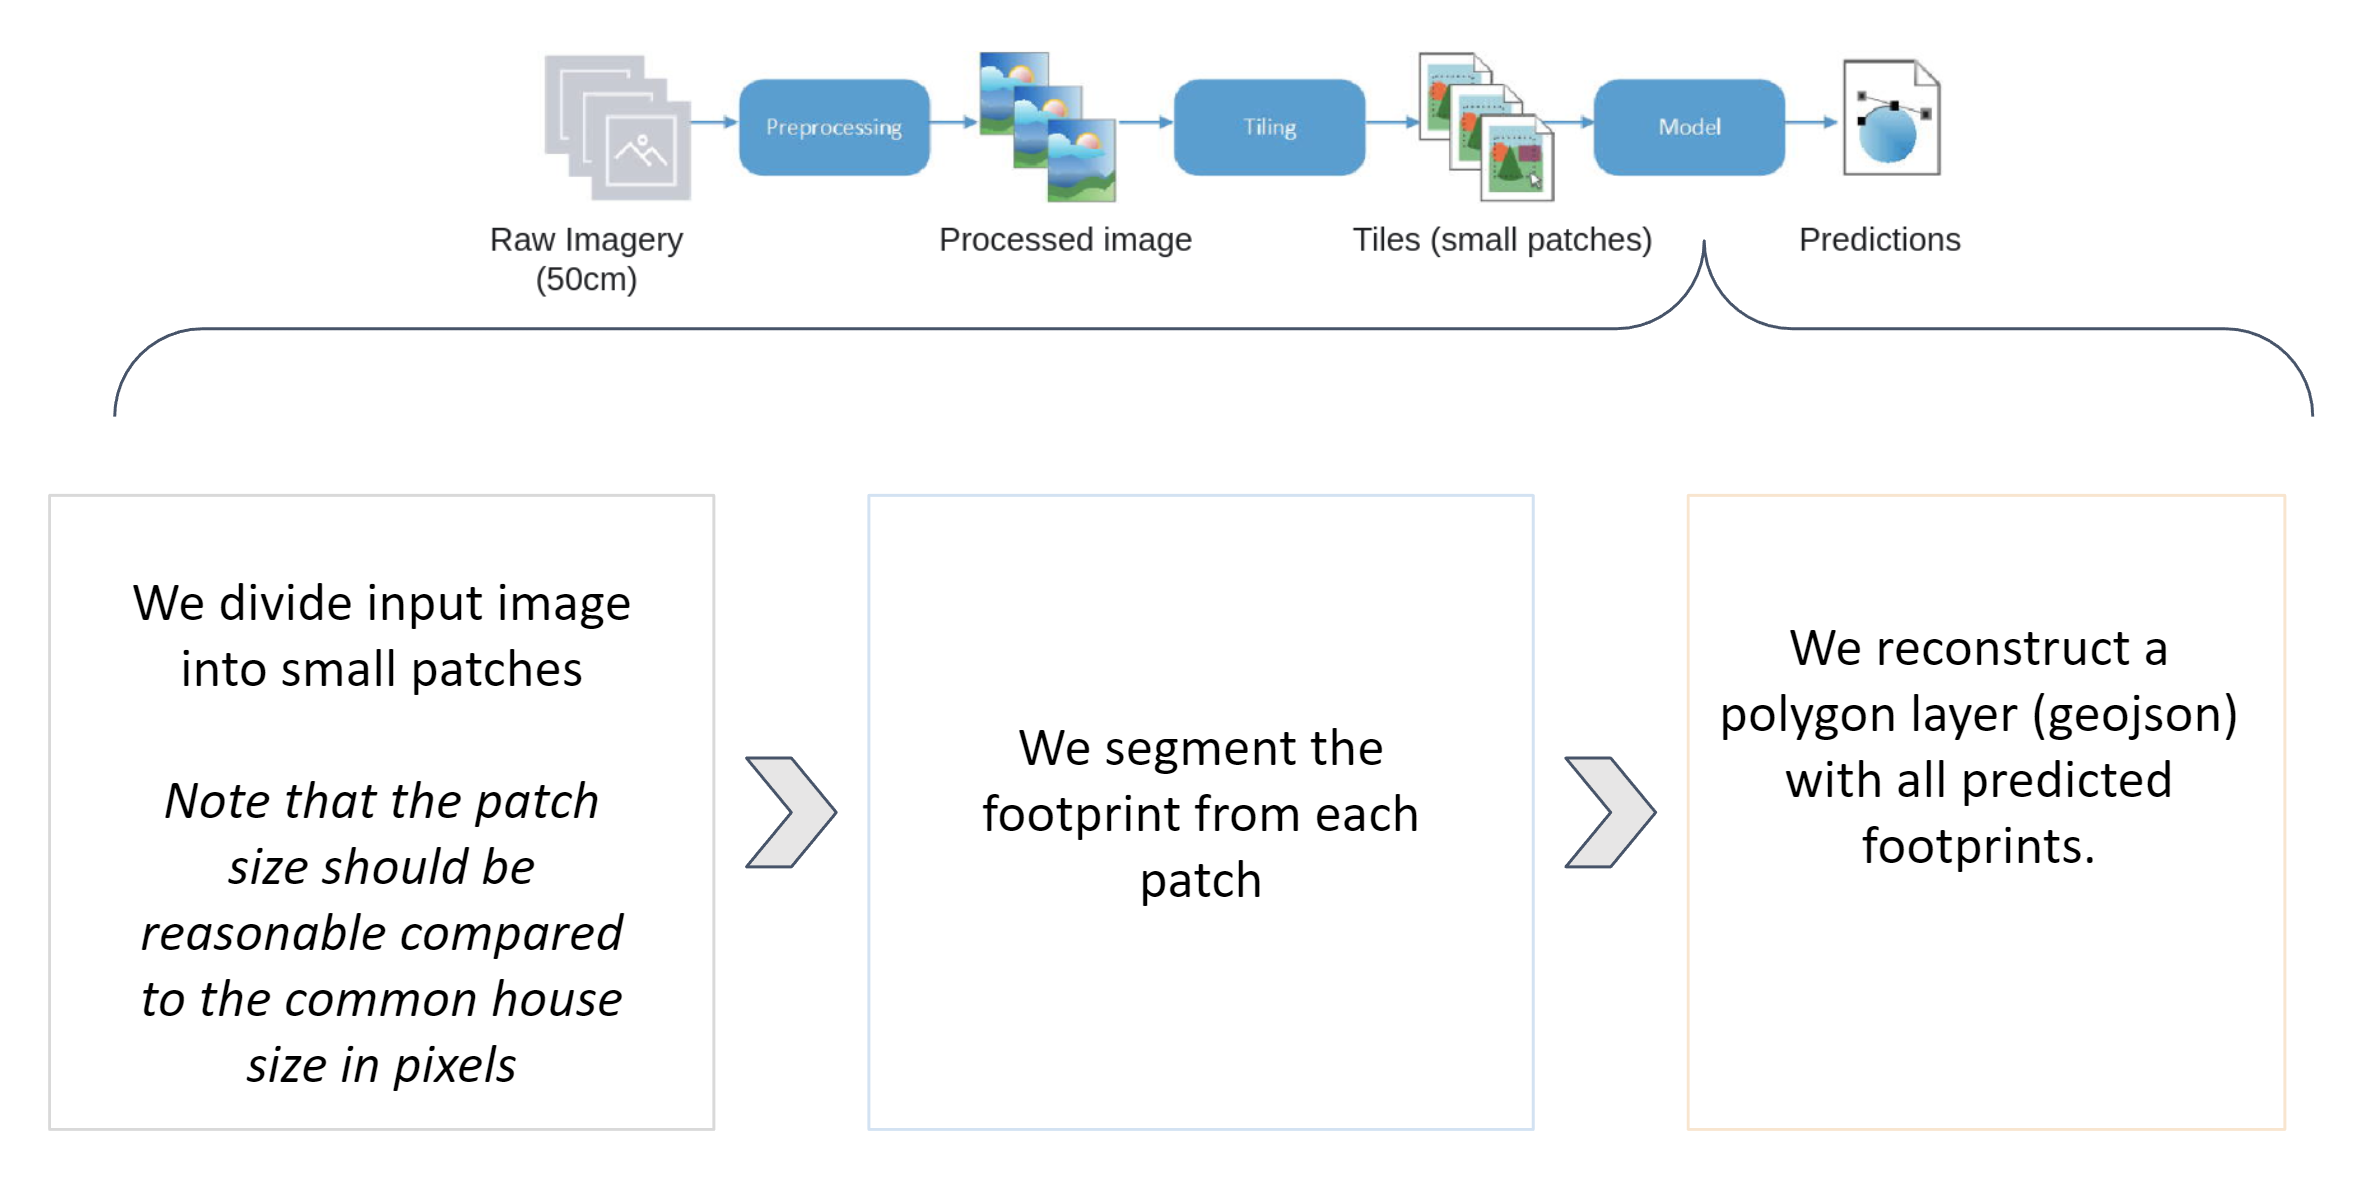 Preprocessing
Tiling
Model
Raw Imagery
(50cm)
Processed image
Tiles (small patches)
Predictions
We divide input image
into small patches
Note that the patch
size should be
reasonable compared
to the common house
size in pixels
We segment the
footprint from each
patch
We reconstruct a
polygon layer (geojson)
with all predicted
footprints.